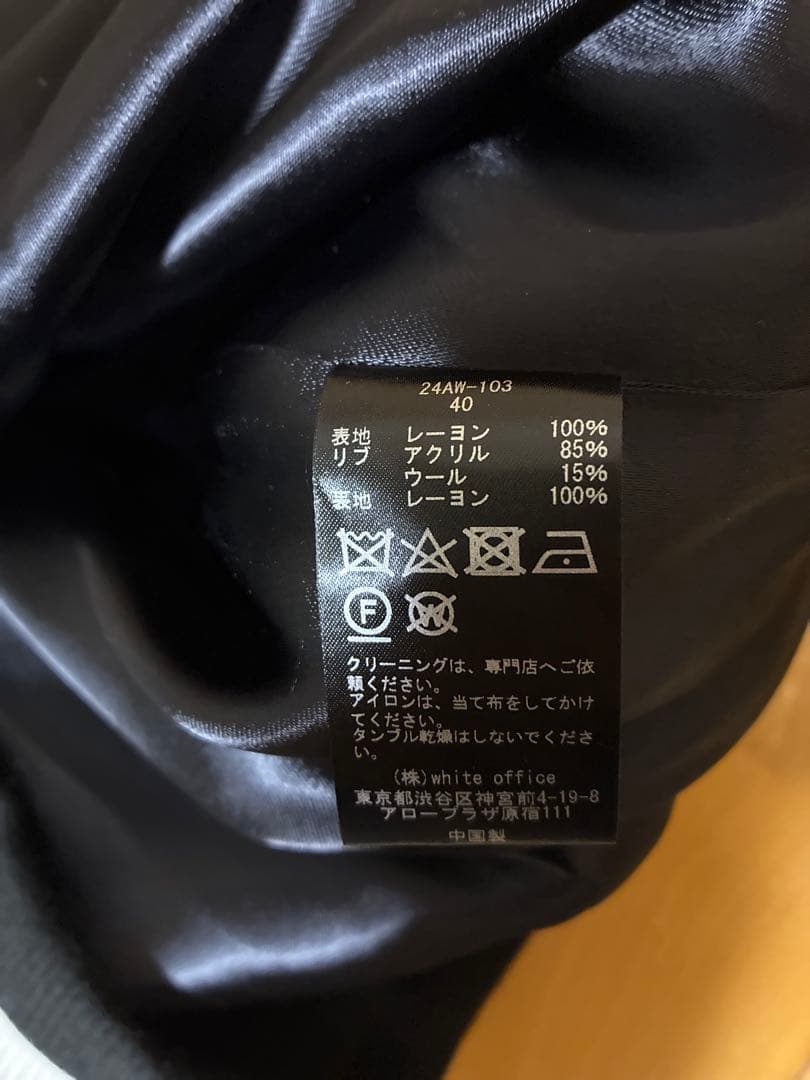 24AW-103
40
表地 レーヨン 100%
リブ アクリル 85%
ウール 15%
表地 レーヨン 100%
F W
クリーニングは、専門店へご依
頼ください。
アイロンは、当て布をしてかけ
てください。
タンブル乾燥はしないでくださ
い。
(株)white office
東京都渋谷区神宮前4-19-8
アロープラザ原宿111
中国製